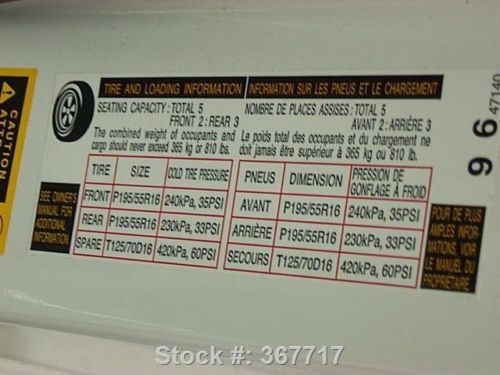 TIRE AND LOADING INFORMATION
SEATING CAPACITY: TOTAL 5
FRONT 2 : REAR 3
The combined weight of occupants and
cargo should never exceed 365 kg or 810 lbs.
TIRE SIZE COLD TIRE PRESSURE
FRONT P195/55R16 240kPa, 35PSI
REAR P195/55R16 230kPa, 33PSI
SPARE T125/70D16 420kPa, 60PSI
SEE OWNER'S
MANUAL FOR
ADDITIONAL
INFORMATION
INFORMATION SUR LES PNEUS ET LE CHARGEMENT
NOMBRE DE PLACES ASSISES: TOTAL 5
AVANT 2 : ARRIÈRE 3
Le poids total des occupants et du chargement ne
doit jamais être supérieur à 365 kg ou 810 lb.
PNEUS DIMENSION PRESSION DE
GONFLAGE À FROID
AVANT P195/55R16 240kPa, 35PSI
ARRIÈRE P195/55R16 230kPa, 33PSI
SECOURS T125/70D16 420kPa, 60PSI
POUR DE PLUS
AMPLES INFOR-
MATIONS, VOIR
LE MANUEL DU
PROPRIÉTAIRE
47140
96
CAUTION
Stock #: 367717